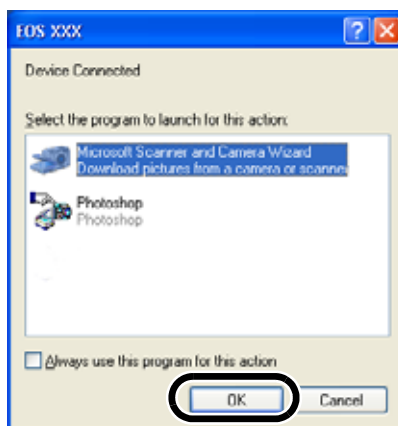 EOS XXX
Device Connected
Select the program to launch for this action:
Microsoft Scanner and Camera Wizard
Download pictures from a camera or scanner
Photoshop
Photoshop
Always use this program for this action
OK Cancel